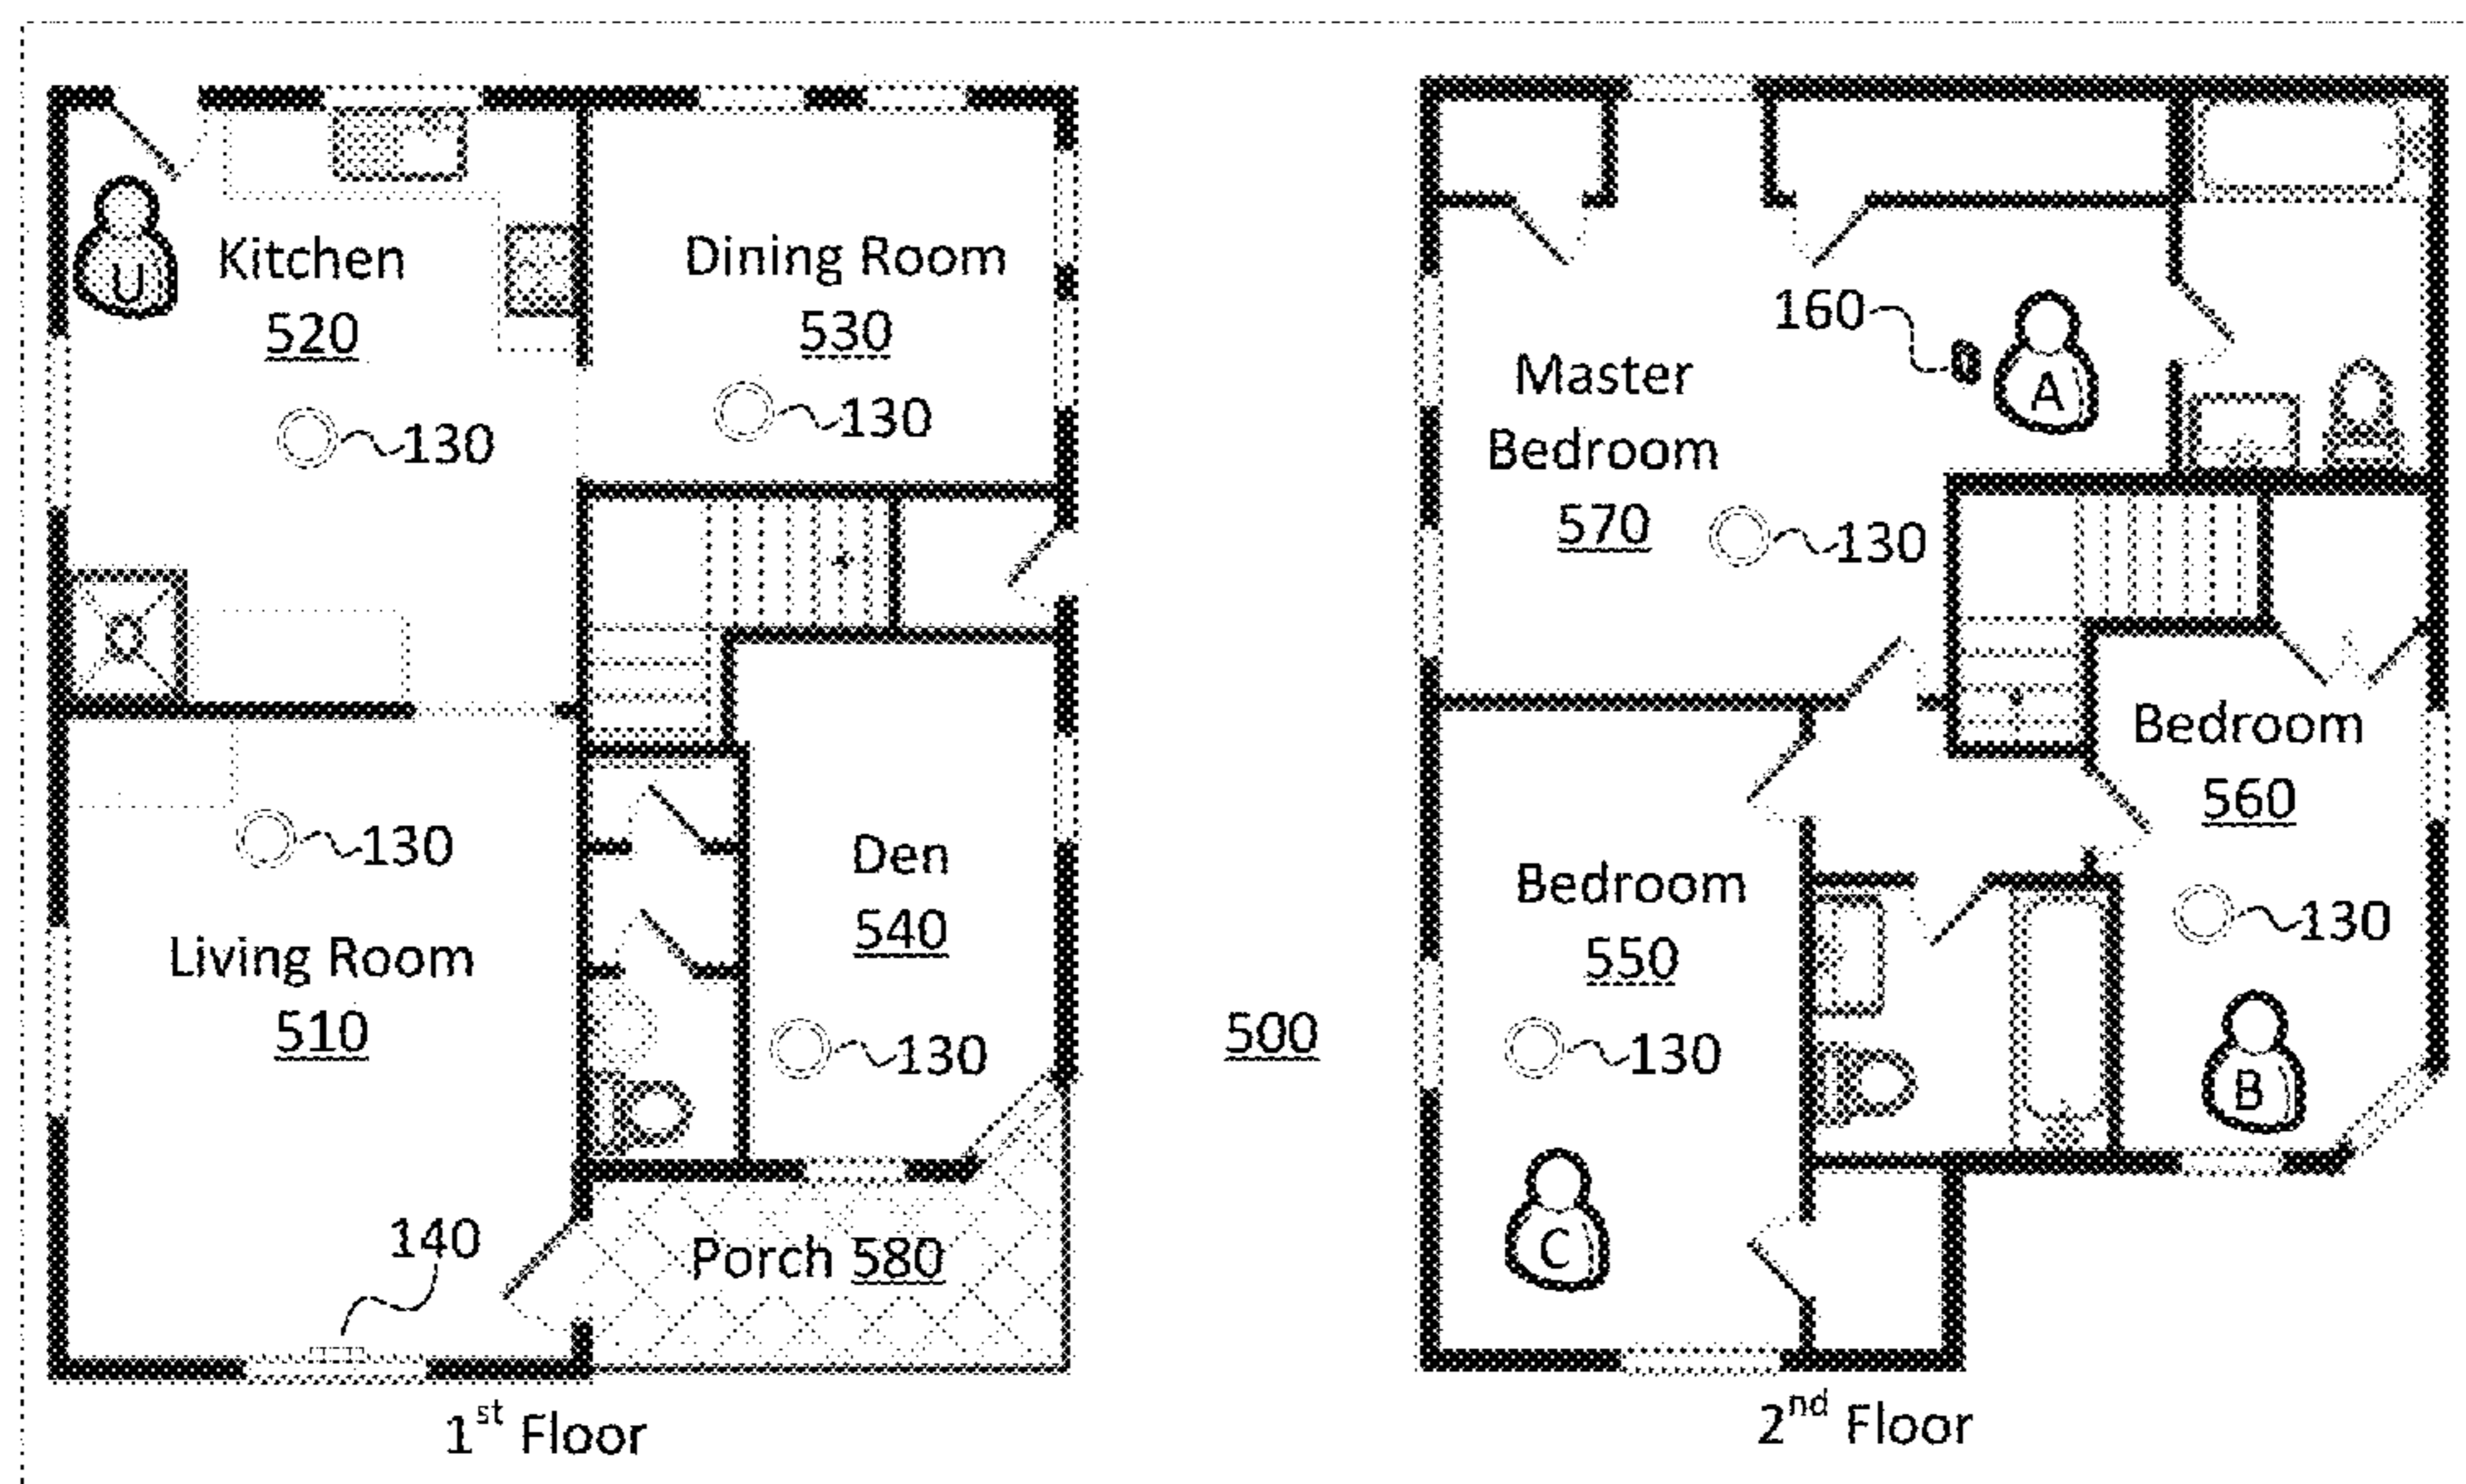 U
Kitchen
520
130
Dining Room
530
130
130
Living Room
510
Den
540
130
140
Porch 580
1st Floor
500
160
A
Master
Bedroom
570
130
Bedroom
560
130
B
Bedroom
550
130
C
2nd Floor